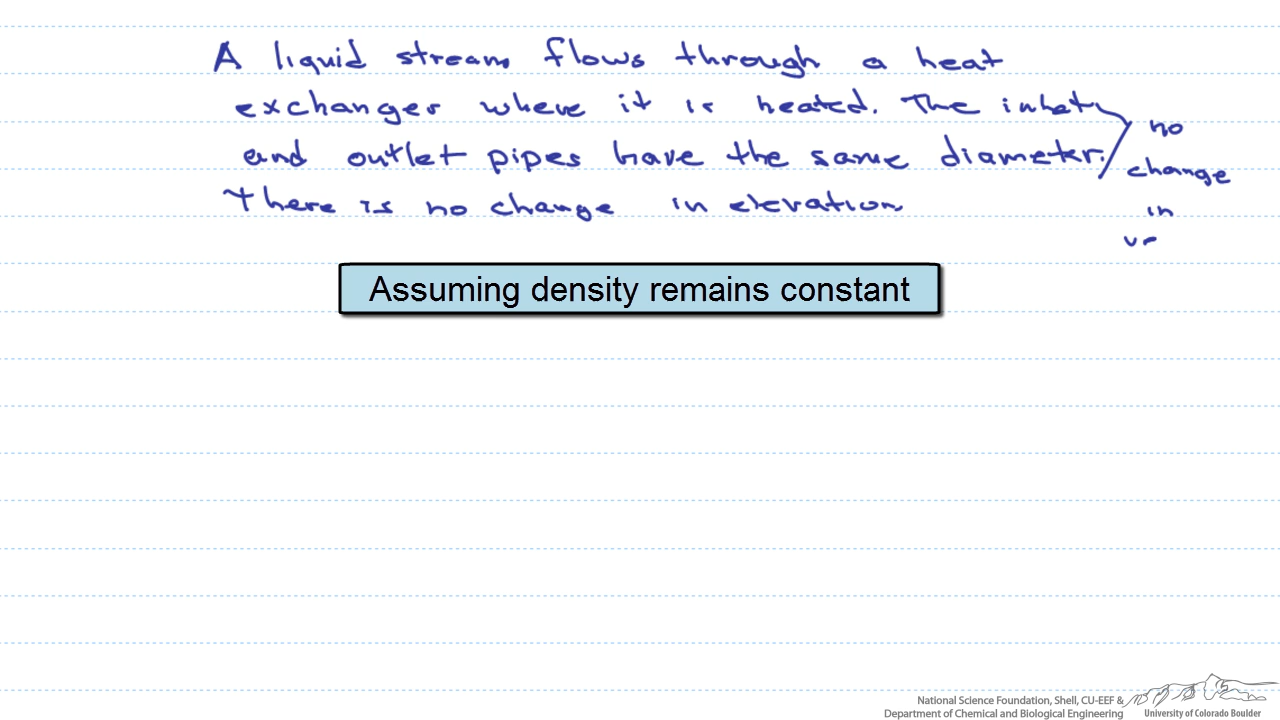 A liquid stream flows through a heat
exchanger where it is heated. The inlet
and outlet pipes have the same diameter.
There is no change in elevation
no
change
in
ve
Assuming density remains constant
National Science Foundation, Shell, CU-EEF &
Department of Chemical and Biological Engineering
University of Colorado Boulder